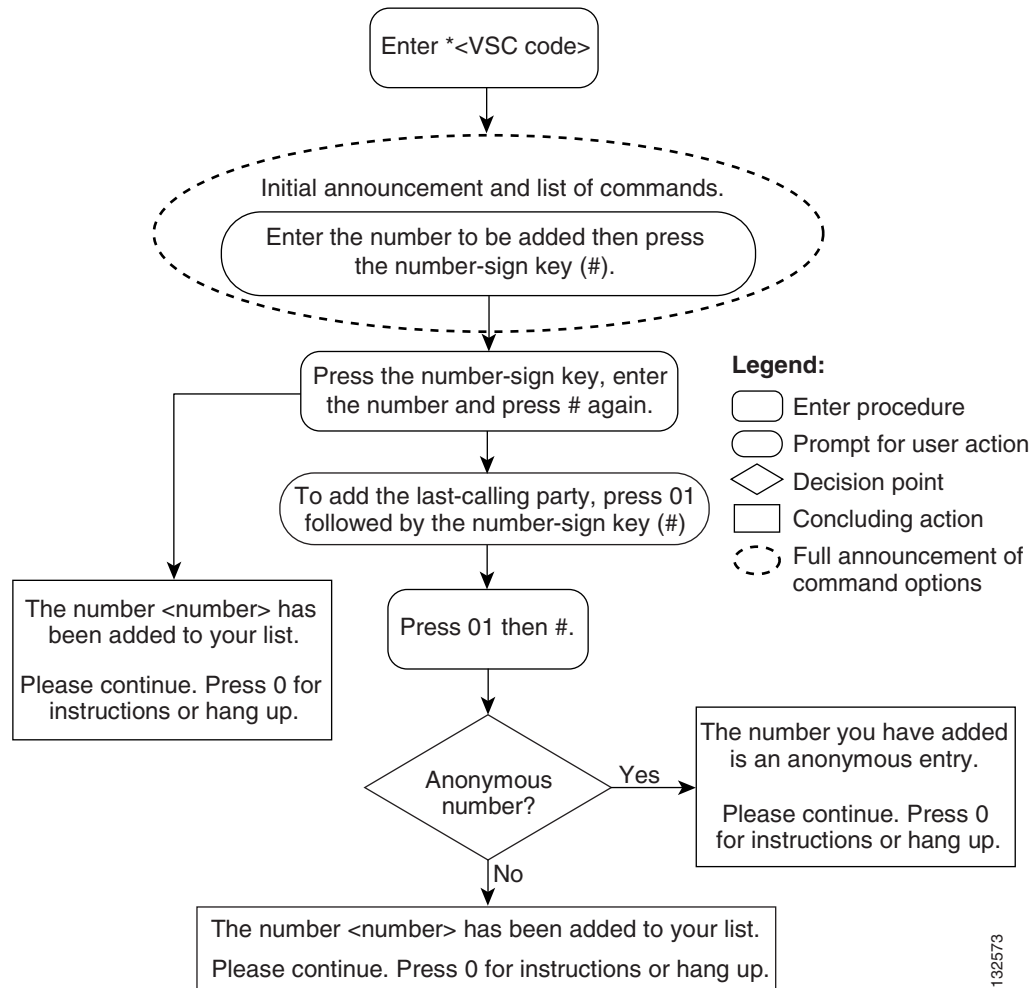 Enter *<VSC code>
Initial announcement and list of commands.
Enter the number to be added then press
the number-sign key (#).
Press the number-sign key, enter
the number and press # again.
To add the last-calling party, press 01
followed by the number-sign key (#)
Legend:
Enter procedure
Prompt for user action
Decision point
Concluding action
Full announcement of
command options
The number <number> has
been added to your list.
Please continue. Press 0 for
instructions or hang up.
Press 01 then #.
Anonymous
number?
Yes
The number you have added
is an anonymous entry.
Please continue. Press 0
for instructions or hang up.
No
The number <number> has been added to your list.
Please continue. Press 0 for instructions or hang up.
132573